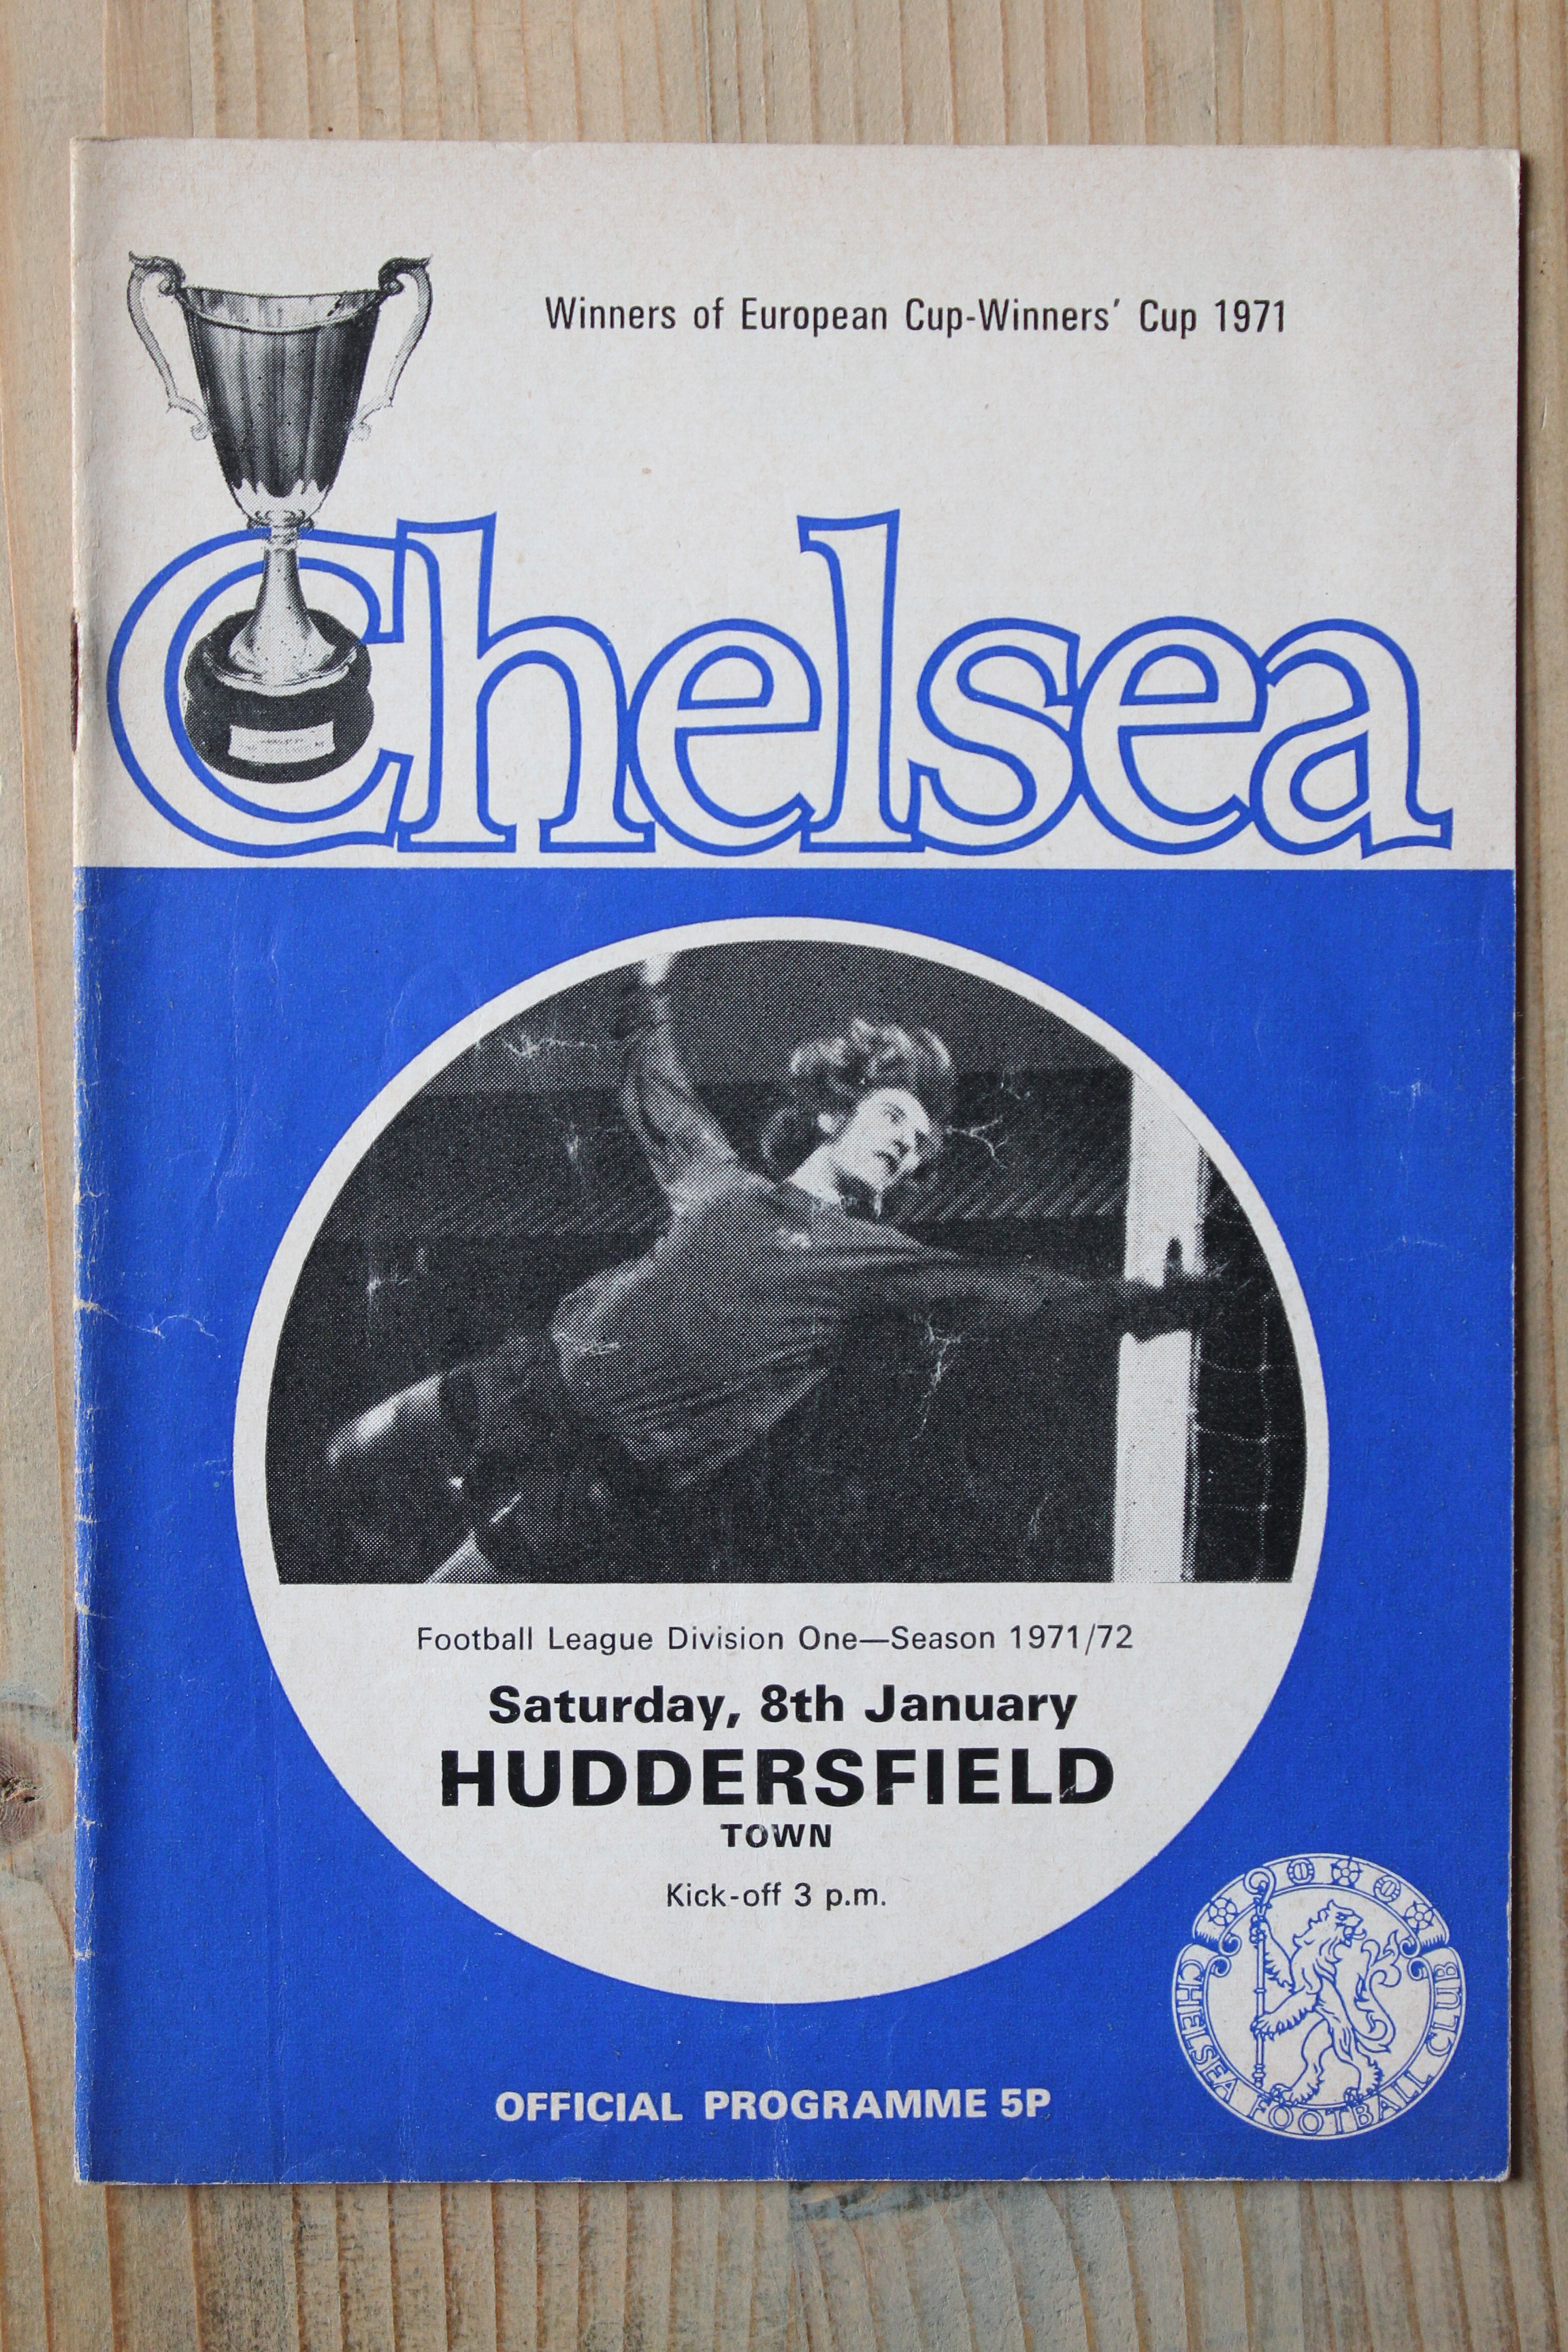 Winners of European Cup-Winners' Cup 1971
Chelsea
Football League Division One—Season 1971/72
Saturday, 8th January
HUDDERSFIELD
TOWN
Kick-off 3 p.m.
OFFICIAL PROGRAMME 5P
CHELSEA FOOTBALL CLUB